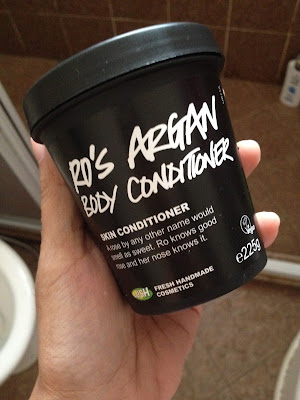 RO'S ARGAN
BODY CONDITIONER
SKIN CONDITIONER
A rose by any other name would
smell as sweet. Ro knows good
rose and her nose knows it.
FRESH HANDMADE
COSMETICS
e225g